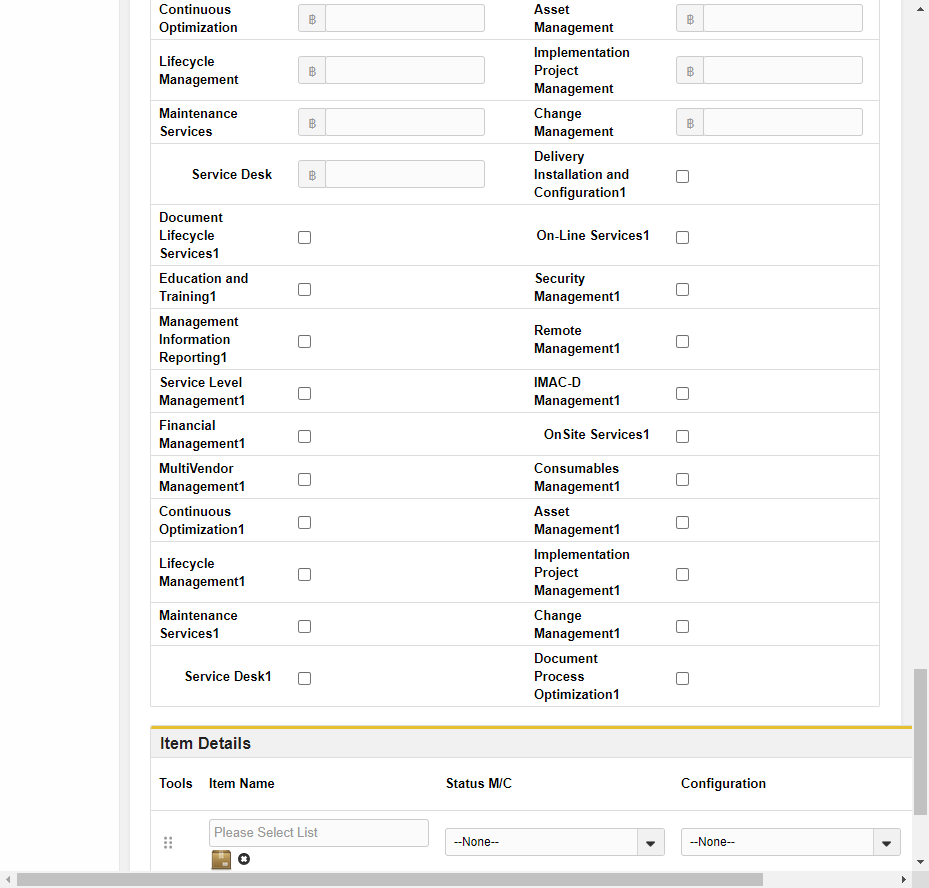 Continuous
Optimization
฿
Asset
Management
฿
Lifecycle
Management
฿
Implementation
Project
Management
฿
Maintenance
Services
฿
Change
Management
฿
Service Desk
฿
Delivery
Installation and
Configuration1
Document
Lifecycle
Services1
On-Line Services1
Education and
Training1
Security
Management1
Management
Information
Reporting1
Remote
Management1
Service Level
Management1
IMAC-D
Management1
Financial
Management1
OnSite Services1
MultiVendor
Management1
Consumables
Management1
Continuous
Optimization1
Asset
Management1
Lifecycle
Management1
Implementation
Project
Management1
Maintenance
Services1
Change
Management1
Service Desk1
Document
Process
Optimization1
Item Details
Tools Item Name Status M/C Configuration
Please Select List
--None--
--None--